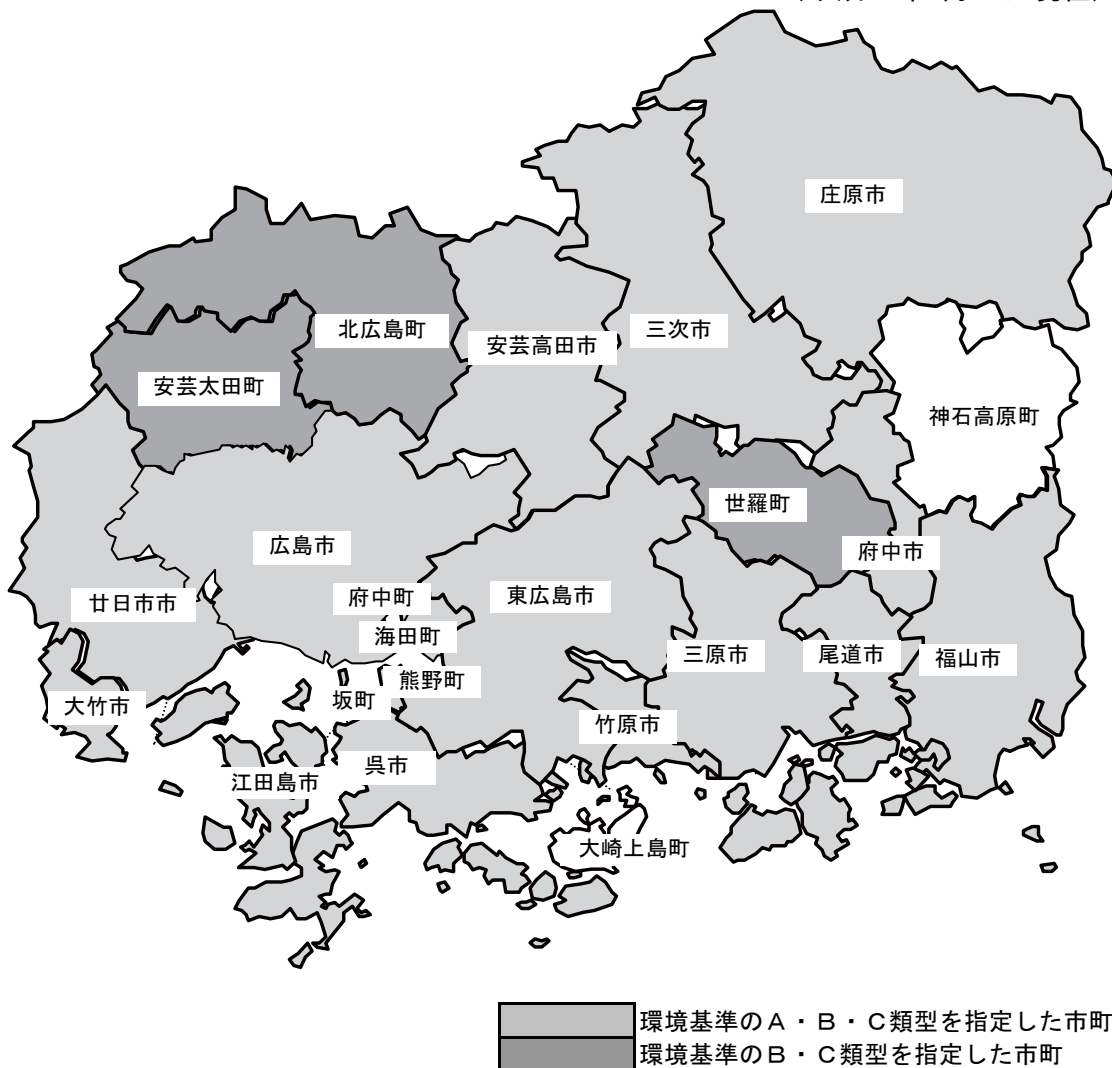 庄原市
北広島町
安芸高田市
三次市
安芸太田町
神石高原町
世羅町
広島市
府中市
府中町
東広島市
廿日市市
海田町
三原市
尾道市
福山市
熊野町
坂町
大竹市
竹原市
呉市
江田島市
大崎上島町
環境基準のA・B・C類型を指定した市町
環境基準のB・C類型を指定した市町